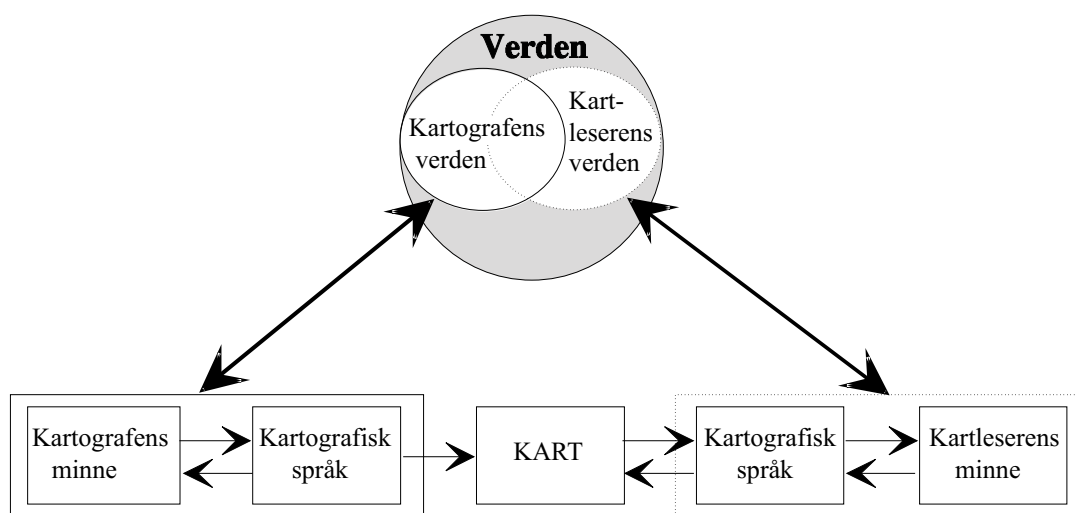 Verden
Kartografens
verden
Kart-
leserens
verden
Kartografens
minne
Kartografisk
språk
KART
Kartografisk
språk
Kartleserens
minne